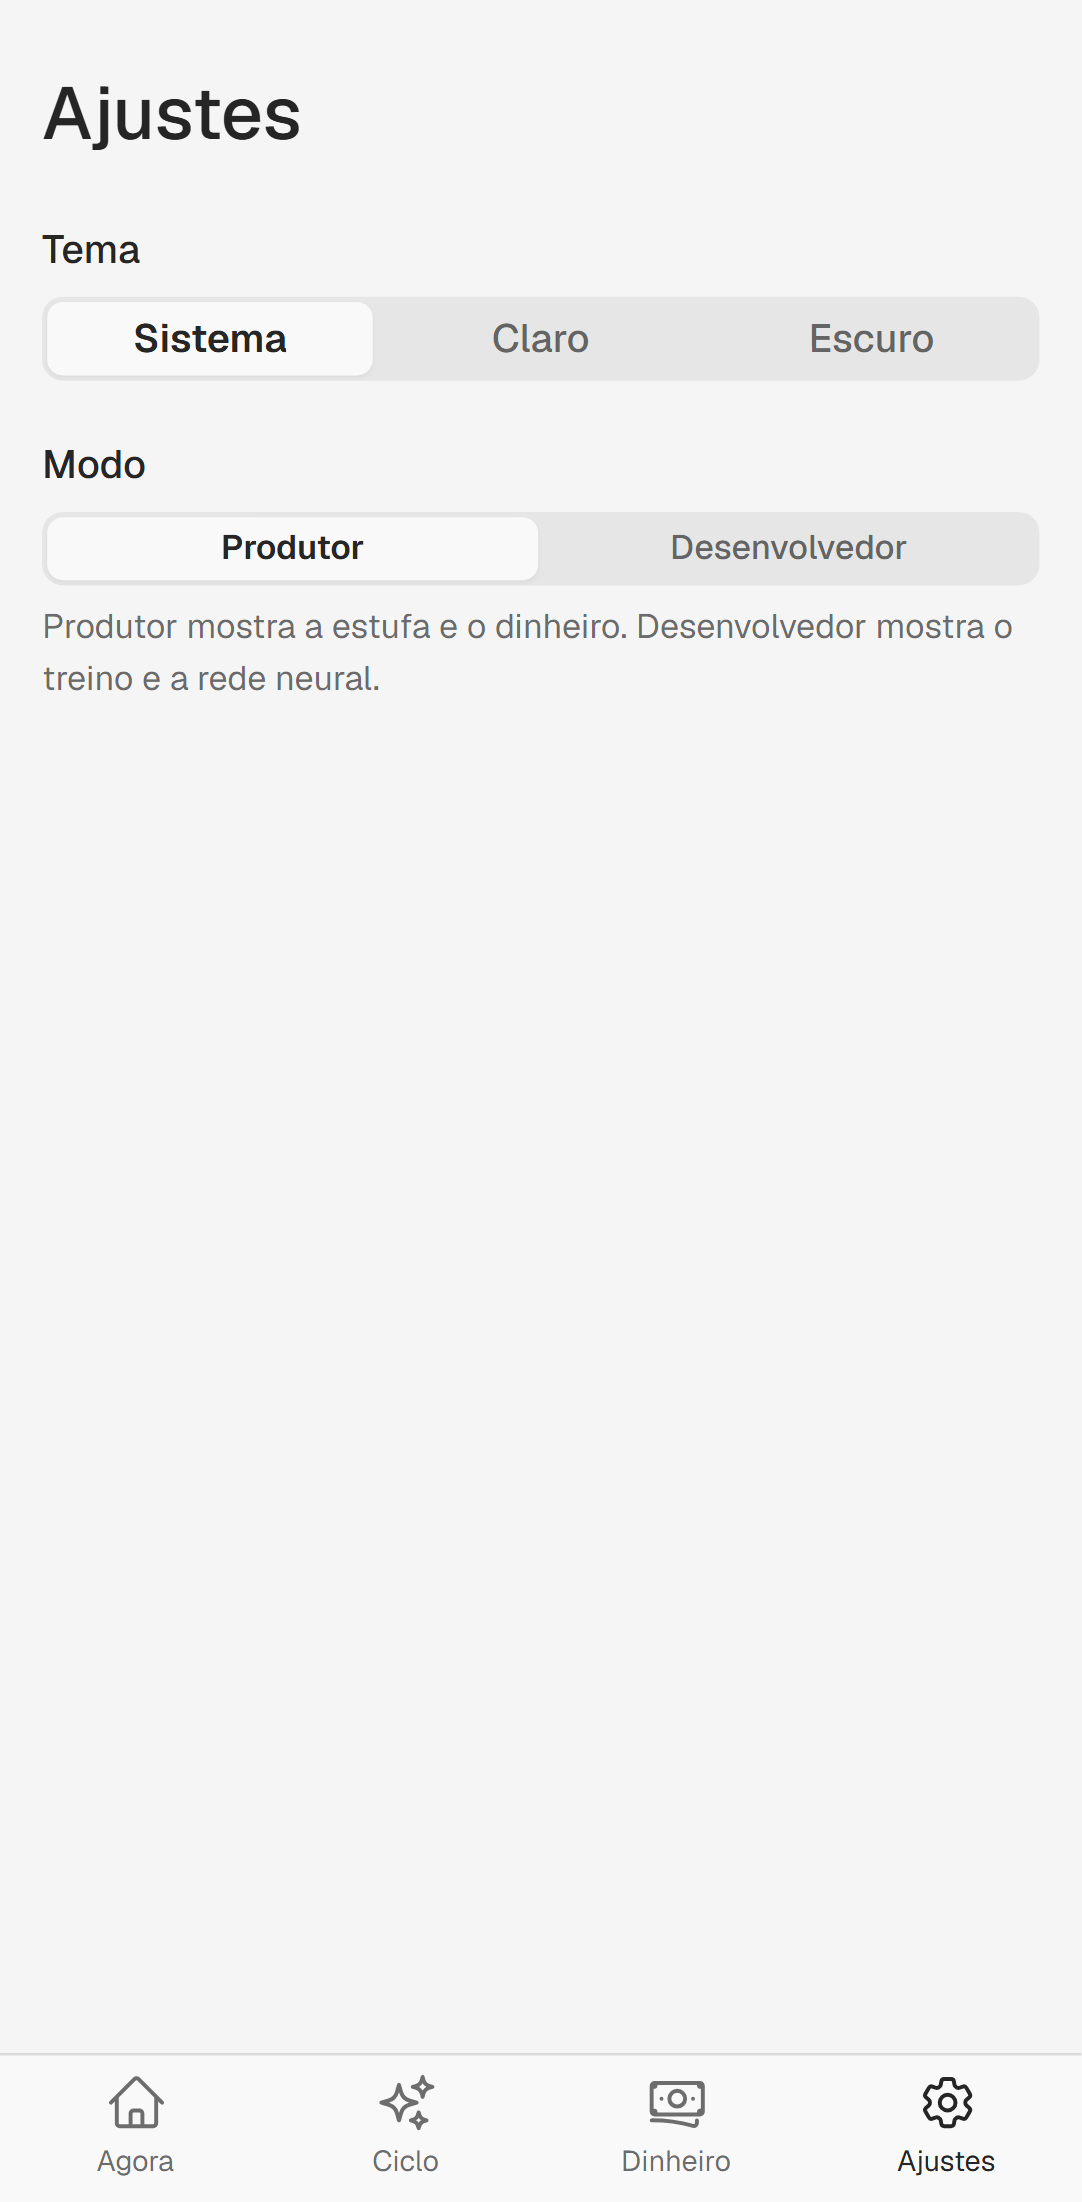 Ajustes
Tema
Sistema Claro Escuro
Modo
Produtor Desenvolvedor
Produtor mostra a estufa e o dinheiro. Desenvolvedor mostra o
treino e a rede neural.
Agora Ciclo Dinheiro Ajustes